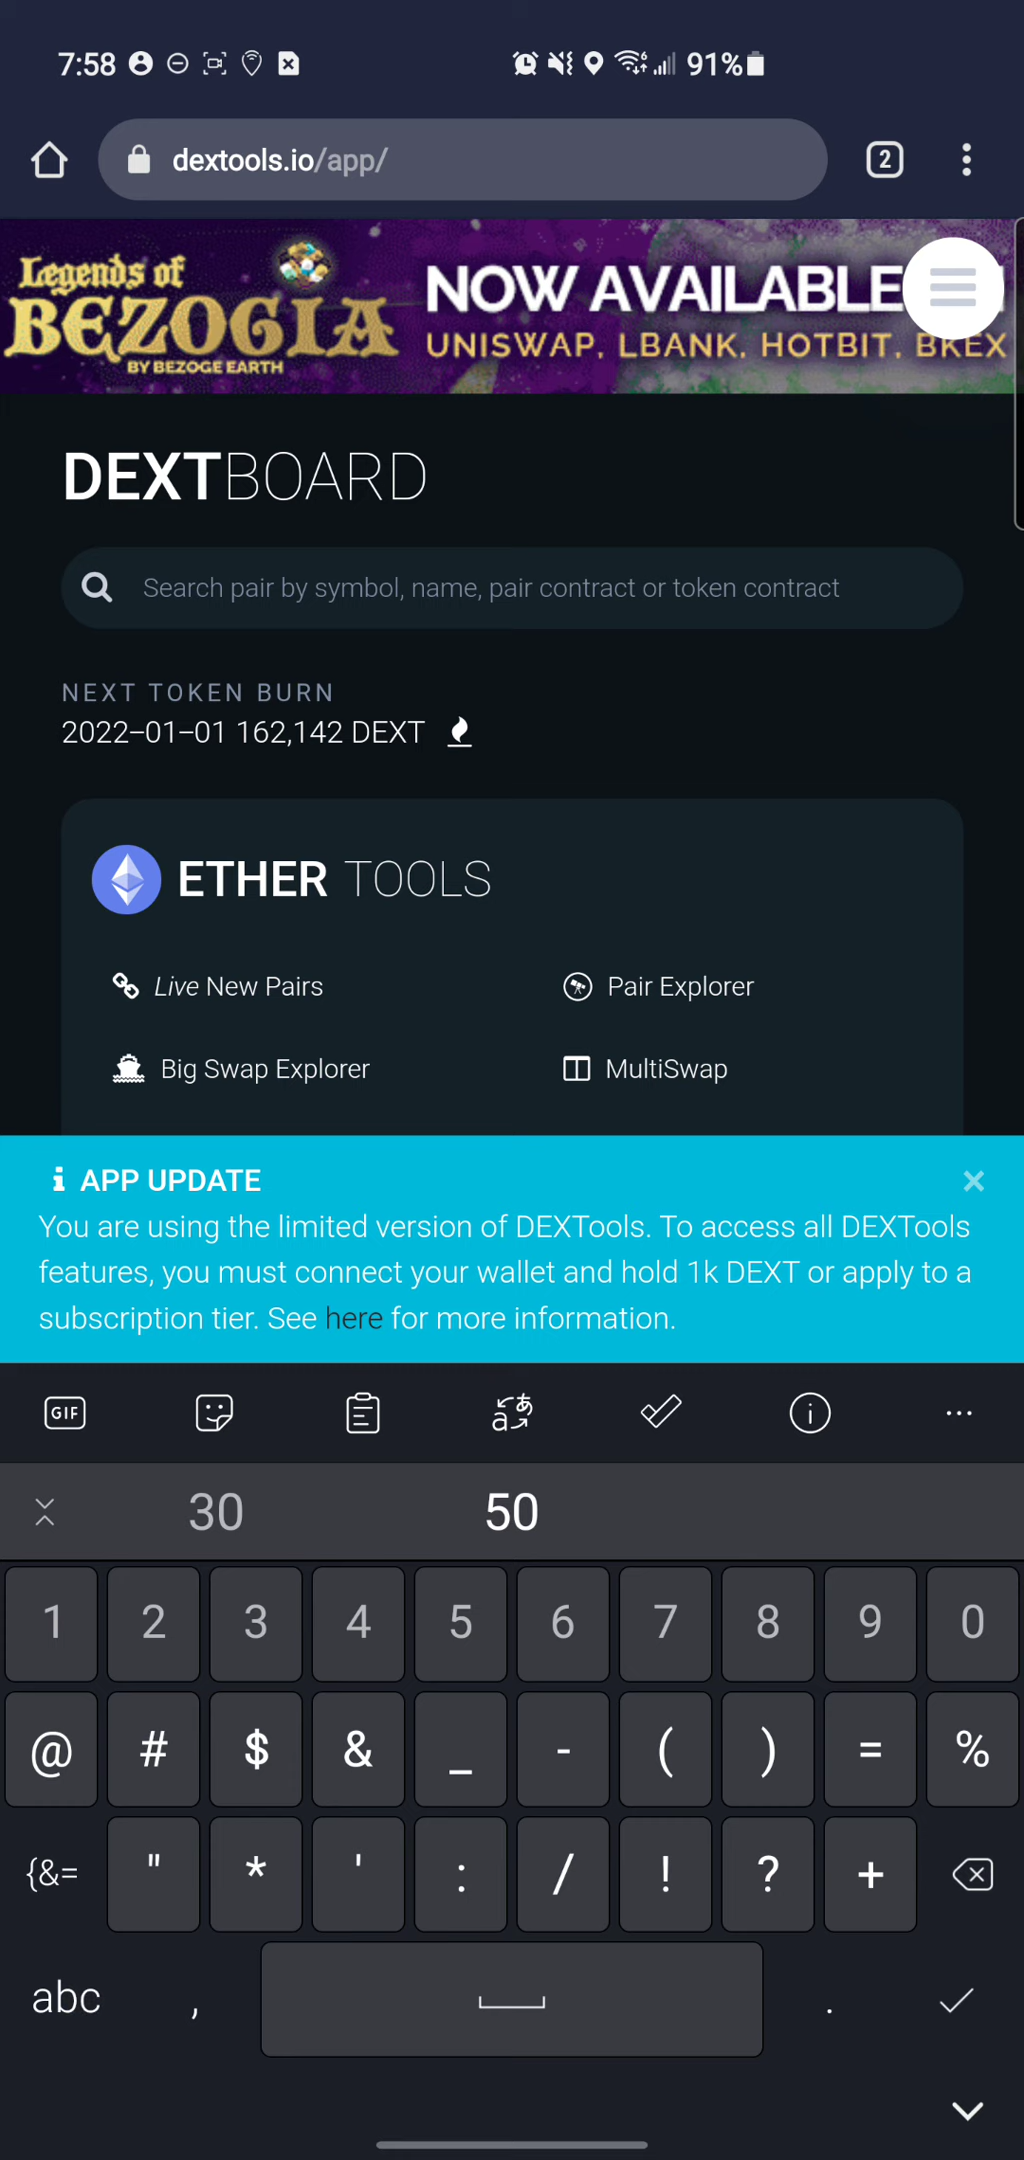 7:58
91%
dextools.io/app/
2
Legends of
BEZOGIA
BY BEZOGE EARTH
NOW AVAILABLE
UNISWAP, LBANK, HOTBIT, BKEX
DEXTBOARD
Search pair by symbol, name, pair contract or token contract
NEXT TOKEN BURN
2022-01-01 162,142 DEXT
ETHER TOOLS
Live New Pairs
Pair Explorer
Big Swap Explorer
MultiSwap
APP UPDATE
×
You are using the limited version of DEXTools. To access all DEXTools
features, you must connect your wallet and hold 1k DEXT or apply to a
subscription tier. See here for more information.
GIF
aあ
...
30 50
1 2 3 4 5 6 7 8 9 0
@ # $ & _ - ( ) = %
{&= " * ' : / ! ? +
abc , .